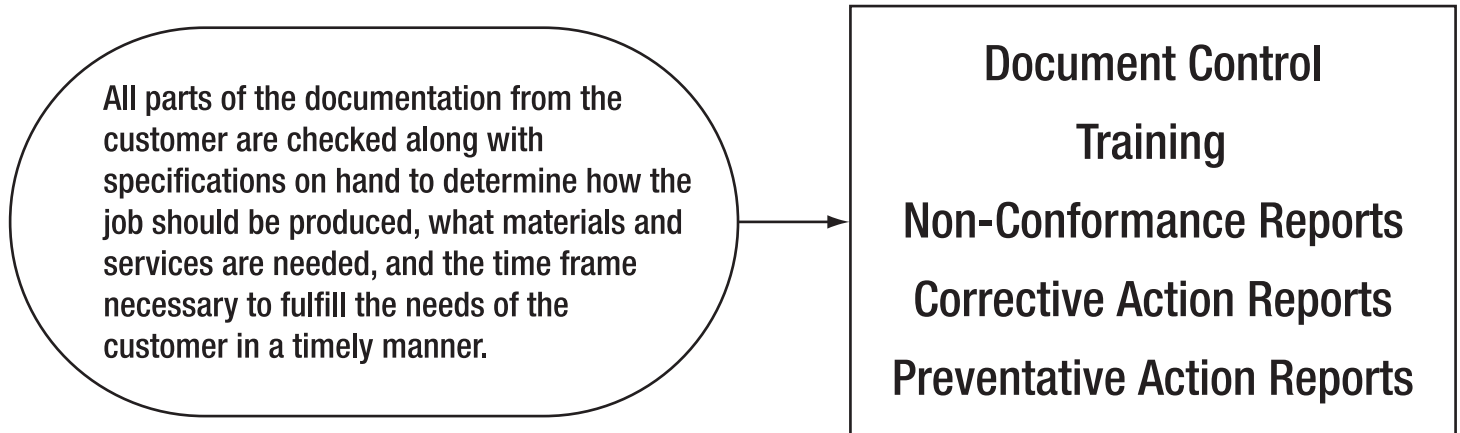 All parts of the documentation from the
customer are checked along with
specifications on hand to determine how the
job should be produced, what materials and
services are needed, and the time frame
necessary to fulfill the needs of the
customer in a timely manner.
Document Control
Training
Non-Conformance Reports
Corrective Action Reports
Preventative Action Reports